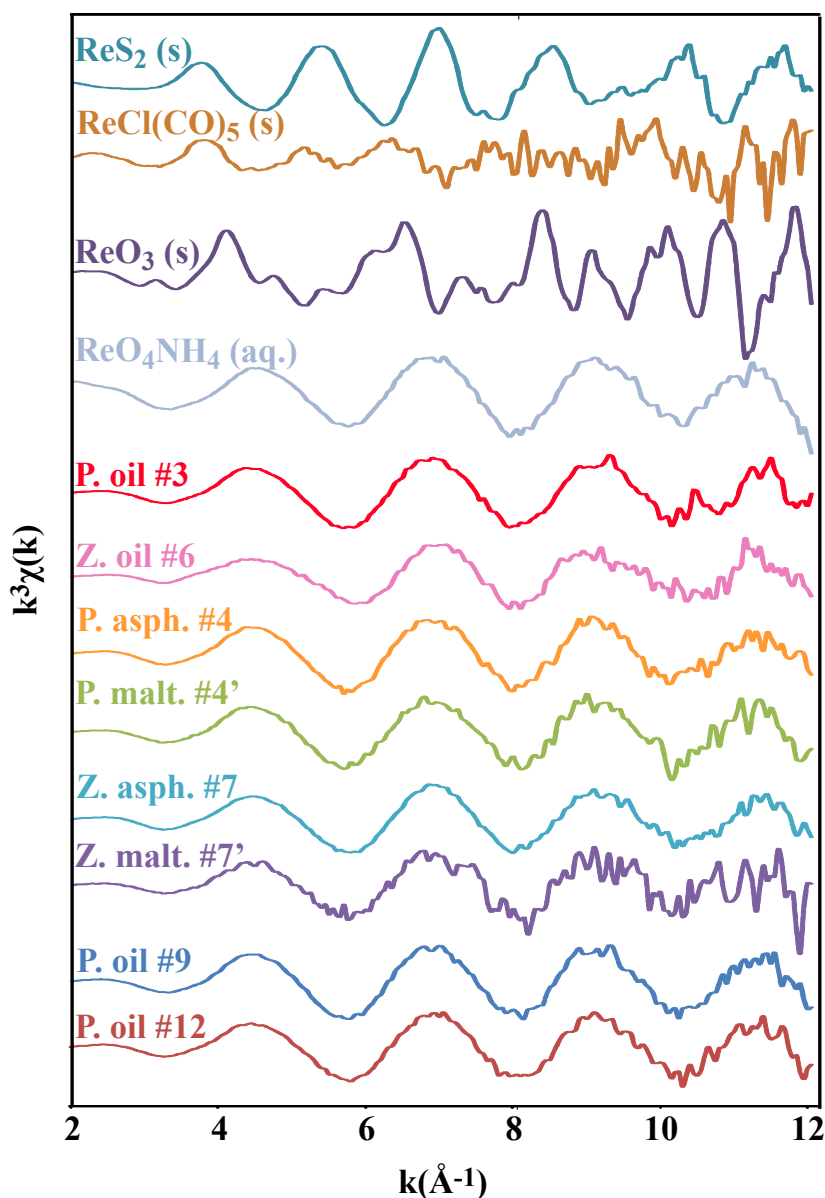 ReS₂ (s)
ReCl(CO)₅ (s)
ReO₃ (s)
ReO₄NH₄ (aq.)
P. oil #3
Z. oil #6
P. asph. #4
P. malt. #4’
Z. asph. #7
Z. malt. #7’
P. oil #9
P. oil #12
k³χ(k)
2 4 6 8 10 12
k(Å⁻¹)